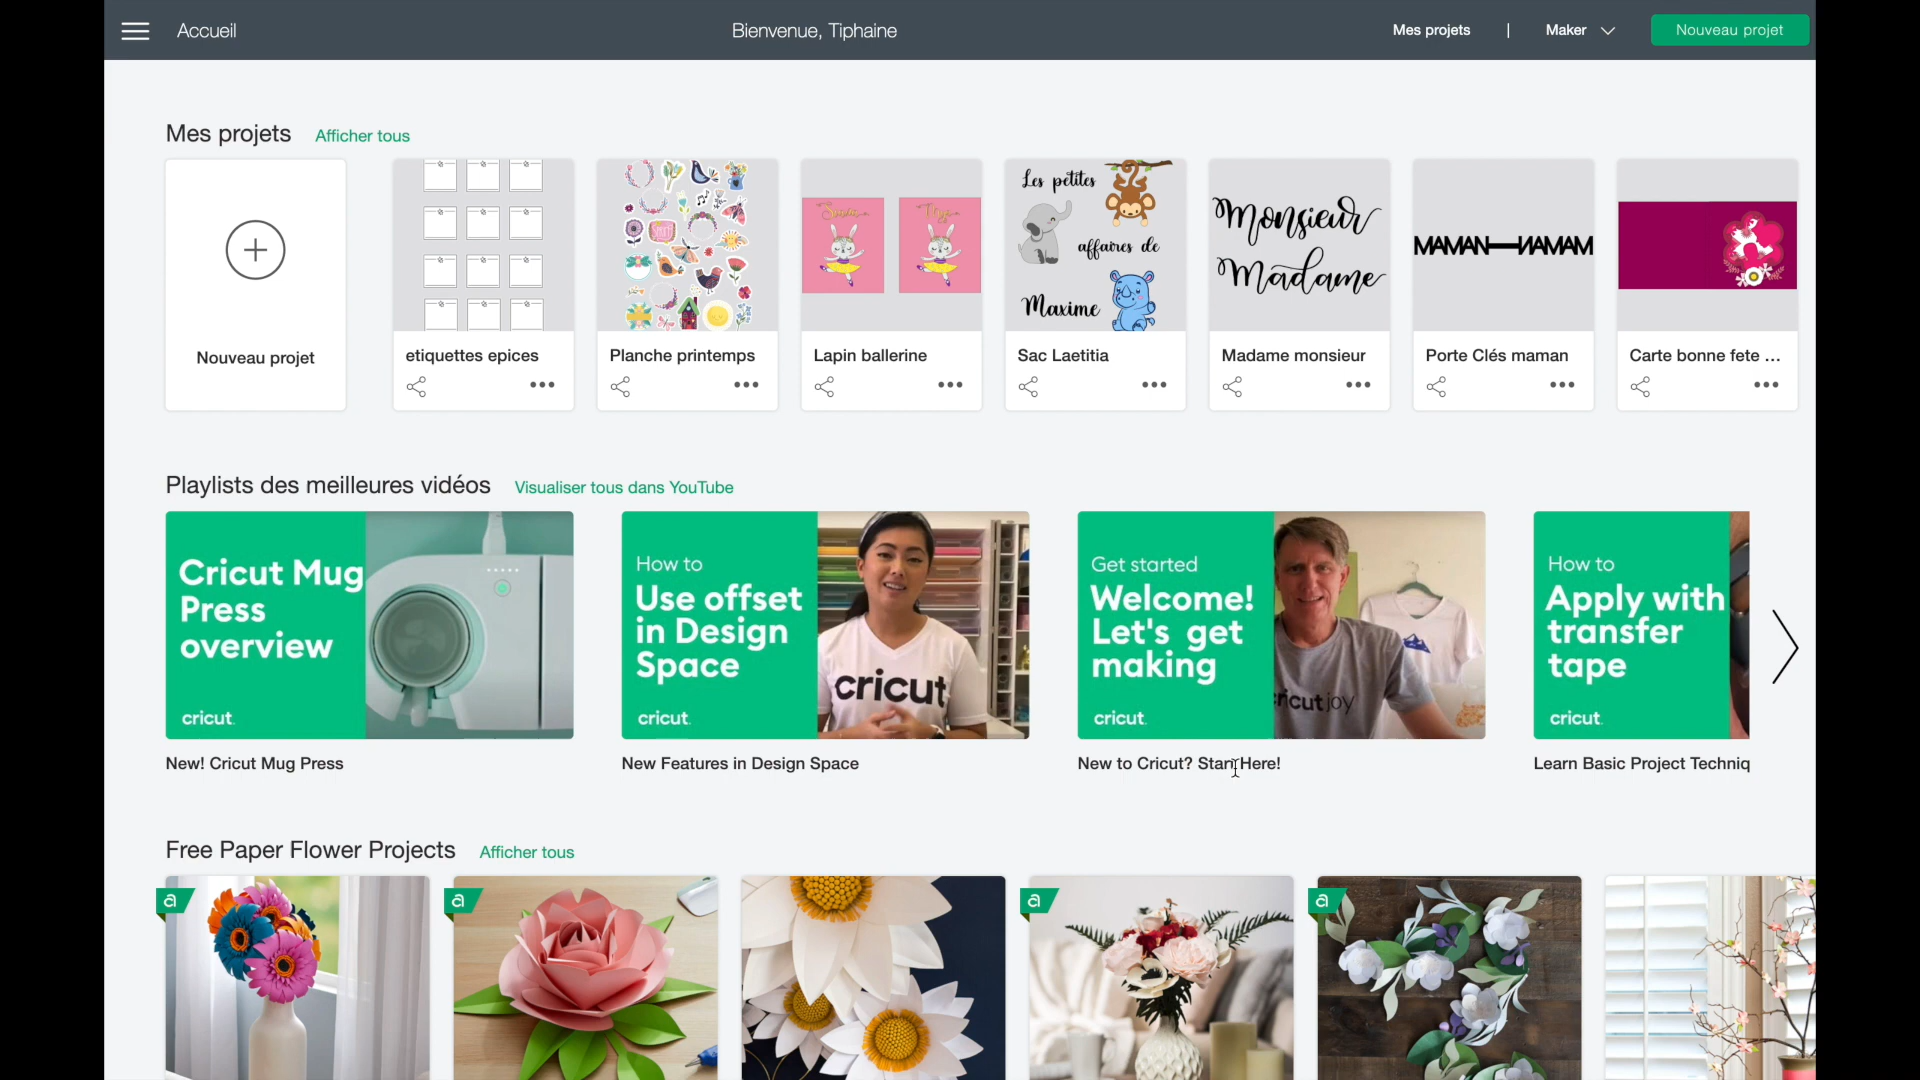 Accueil
Bienvenue, Tiphaine
Mes projets | Maker
Nouveau projet
Mes projets Afficher tous
Nouveau projet
etiquettes epices
Planche printemps
Lapin ballerine
Les petites
affaires de
Maxime
Sac Laetitia
Monsieur
Madame
Madame monsieur
MAMAN
Porte Clés maman
Carte bonne fete ...
Playlists des meilleures vidéos Visualiser tous dans YouTube
Cricut Mug
Press
overview
cricut
New! Cricut Mug Press
How to
Use offset
in Design
Space
cricut
cricut
New Features in Design Space
Get started
Welcome!
Let's get
making
cricut
cricut joy
New to Cricut? Start Here!
How to
Apply with
transfer
tape
cricut
Learn Basic Project Techniq
Free Paper Flower Projects Afficher tous
a
a
a
a